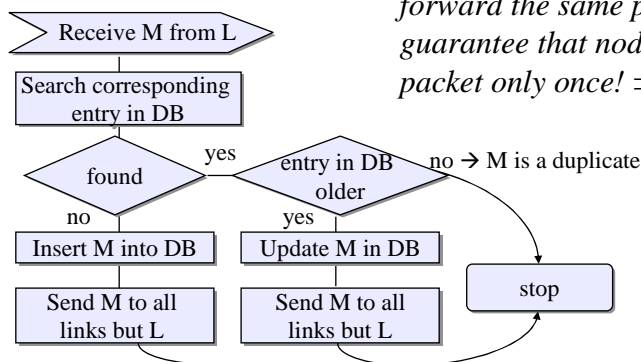 forward the same p
guarantee that nod
packet only once! =
Receive M from L
Search corresponding
entry in DB
found
yes
entry in DB
older
no → M is a duplicate
no
yes
Insert M into DB
Update M in DB
Send M to all
links but L
Send M to all
links but L
stop